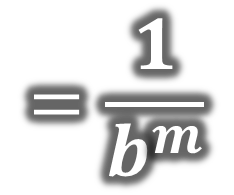 = 1/b^m